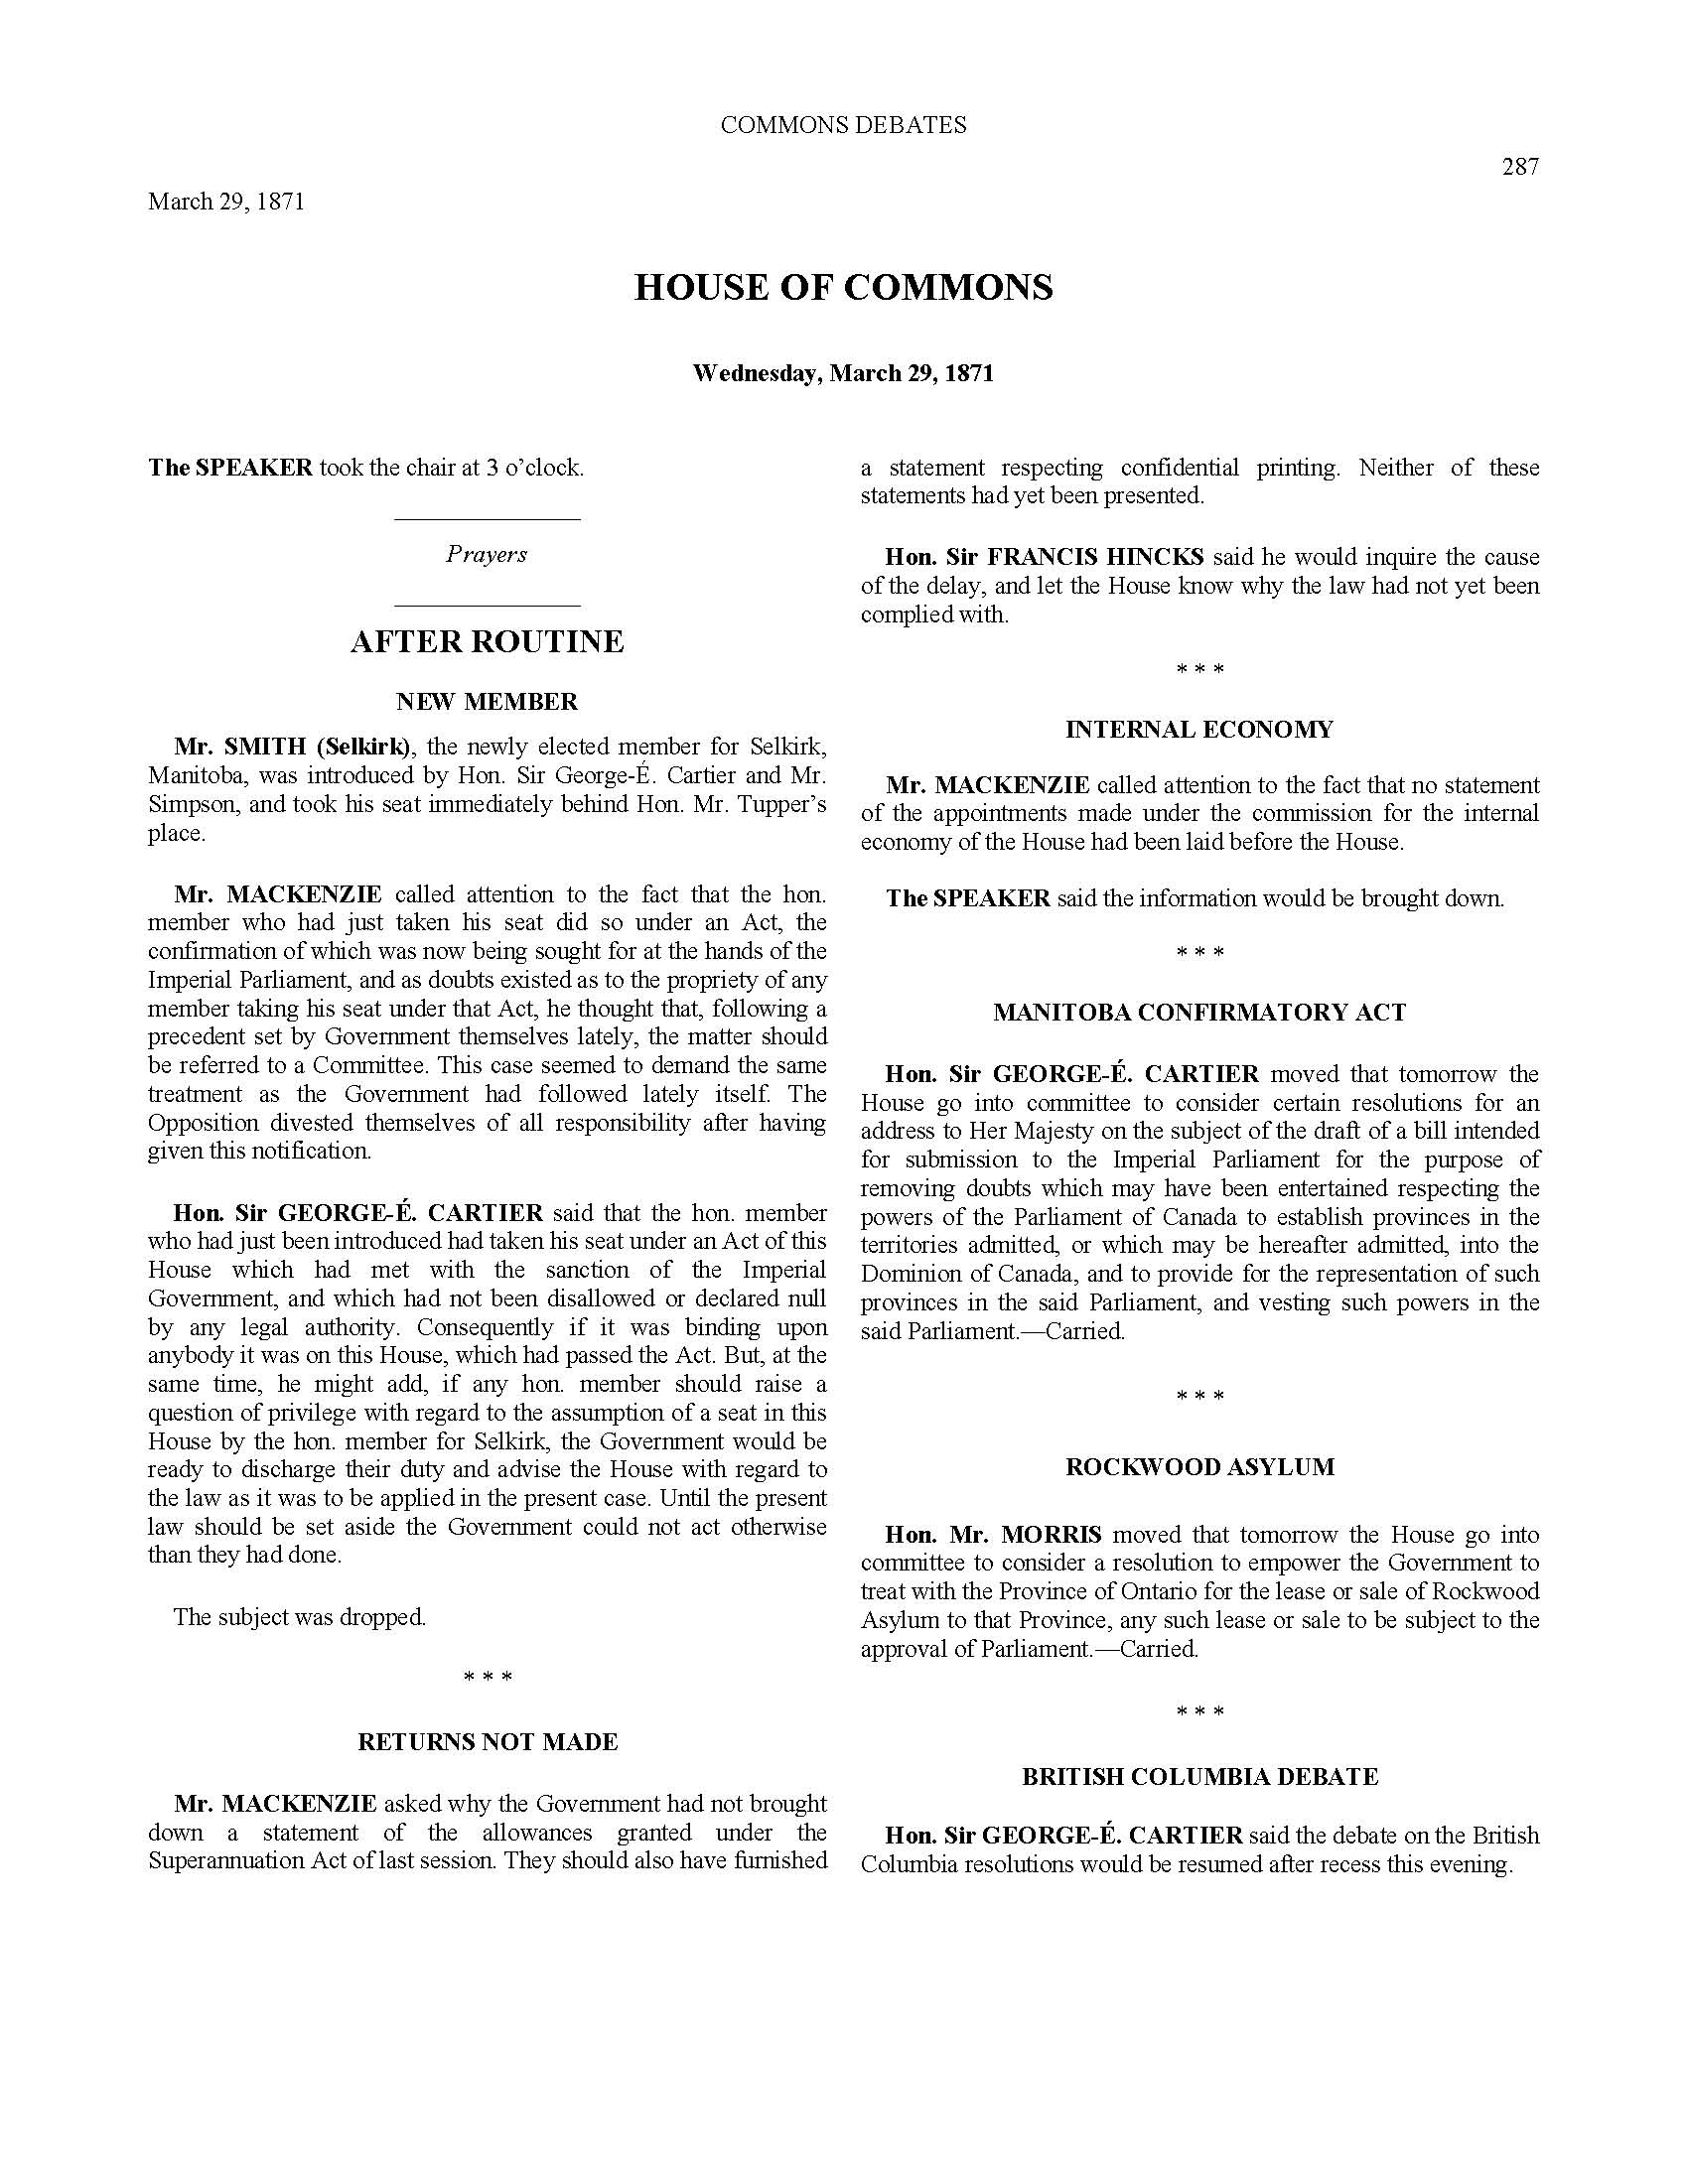 COMMONS DEBATES
287
March 29, 1871
HOUSE OF COMMONS
Wednesday, March 29, 1871
The SPEAKER took the chair at 3 o’clock.
Prayers
AFTER ROUTINE
NEW MEMBER
Mr. SMITH (Selkirk), the newly elected member for Selkirk,
Manitoba, was introduced by Hon. Sir George-É. Cartier and Mr.
Simpson, and took his seat immediately behind Hon. Mr. Tupper’s
place.
Mr. MACKENZIE called attention to the fact that the hon.
member who had just taken his seat did so under an Act, the
confirmation of which was now being sought for at the hands of the
Imperial Parliament, and as doubts existed as to the propriety of any
member taking his seat under that Act, he thought that, following a
precedent set by Government themselves lately, the matter should
be referred to a Committee. This case seemed to demand the same
treatment as the Government had followed lately itself. The
Opposition divested themselves of all responsibility after having
given this notification.
Hon. Sir GEORGE-É. CARTIER said that the hon. member
who had just been introduced had taken his seat under an Act of this
House which had met with the sanction of the Imperial
Government, and which had not been disallowed or declared null
by any legal authority. Consequently if it was binding upon
anybody it was on this House, which had passed the Act. But, at the
same time, he might add, if any hon. member should raise a
question of privilege with regard to the assumption of a seat in this
House by the hon. member for Selkirk, the Government would be
ready to discharge their duty and advise the House with regard to
the law as it was to be applied in the present case. Until the present
law should be set aside the Government could not act otherwise
than they had done.
The subject was dropped.
* * *
RETURNS NOT MADE
Mr. MACKENZIE asked why the Government had not brought
down a statement of the allowances granted under the
Superannuation Act of last session. They should also have furnished
a statement respecting confidential printing. Neither of these
statements had yet been presented.
Hon. Sir FRANCIS HINCKS said he would inquire the cause
of the delay, and let the House know why the law had not yet been
complied with.
* * *
INTERNAL ECONOMY
Mr. MACKENZIE called attention to the fact that no statement
of the appointments made under the commission for the internal
economy of the House had been laid before the House.
The SPEAKER said the information would be brought down.
* * *
MANITOBA CONFIRMATORY ACT
Hon. Sir GEORGE-É. CARTIER moved that tomorrow the
House go into committee to consider certain resolutions for an
address to Her Majesty on the subject of the draft of a bill intended
for submission to the Imperial Parliament for the purpose of
removing doubts which may have been entertained respecting the
powers of the Parliament of Canada to establish provinces in the
territories admitted, or which may be hereafter admitted, into the
Dominion of Canada, and to provide for the representation of such
provinces in the said Parliament, and vesting such powers in the
said Parliament.—Carried.
* * *
ROCKWOOD ASYLUM
Hon. Mr. MORRIS moved that tomorrow the House go into
committee to consider a resolution to empower the Government to
treat with the Province of Ontario for the lease or sale of Rockwood
Asylum to that Province, any such lease or sale to be subject to the
approval of Parliament.—Carried.
* * *
BRITISH COLUMBIA DEBATE
Hon. Sir GEORGE-É. CARTIER said the debate on the British
Columbia resolutions would be resumed after recess this evening.